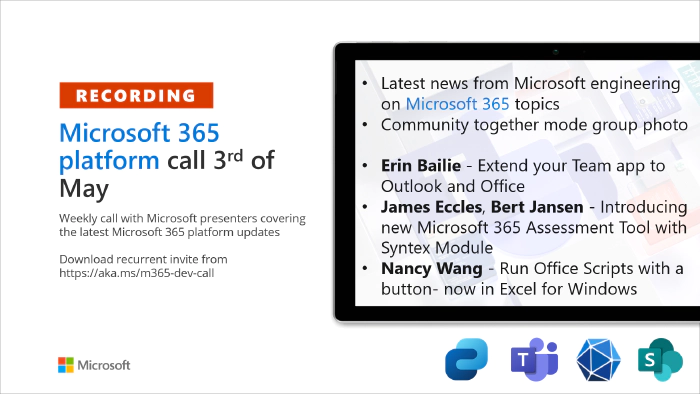 RECORDING
Microsoft 365
platform call 3rd of
May
Weekly call with Microsoft presenters covering
the latest Microsoft 365 platform updates
Download recurrent invite from
https://aka.ms/m365-dev-call
Microsoft
• Latest news from Microsoft engineering
on Microsoft 365 topics
• Community together mode group photo
• Erin Bailie - Extend your Team app to
Outlook and Office
• James Eccles, Bert Jansen - Introducing
new Microsoft 365 Assessment Tool with
Syntex Module
• Nancy Wang - Run Office Scripts with a
button- now in Excel for Windows
T
S